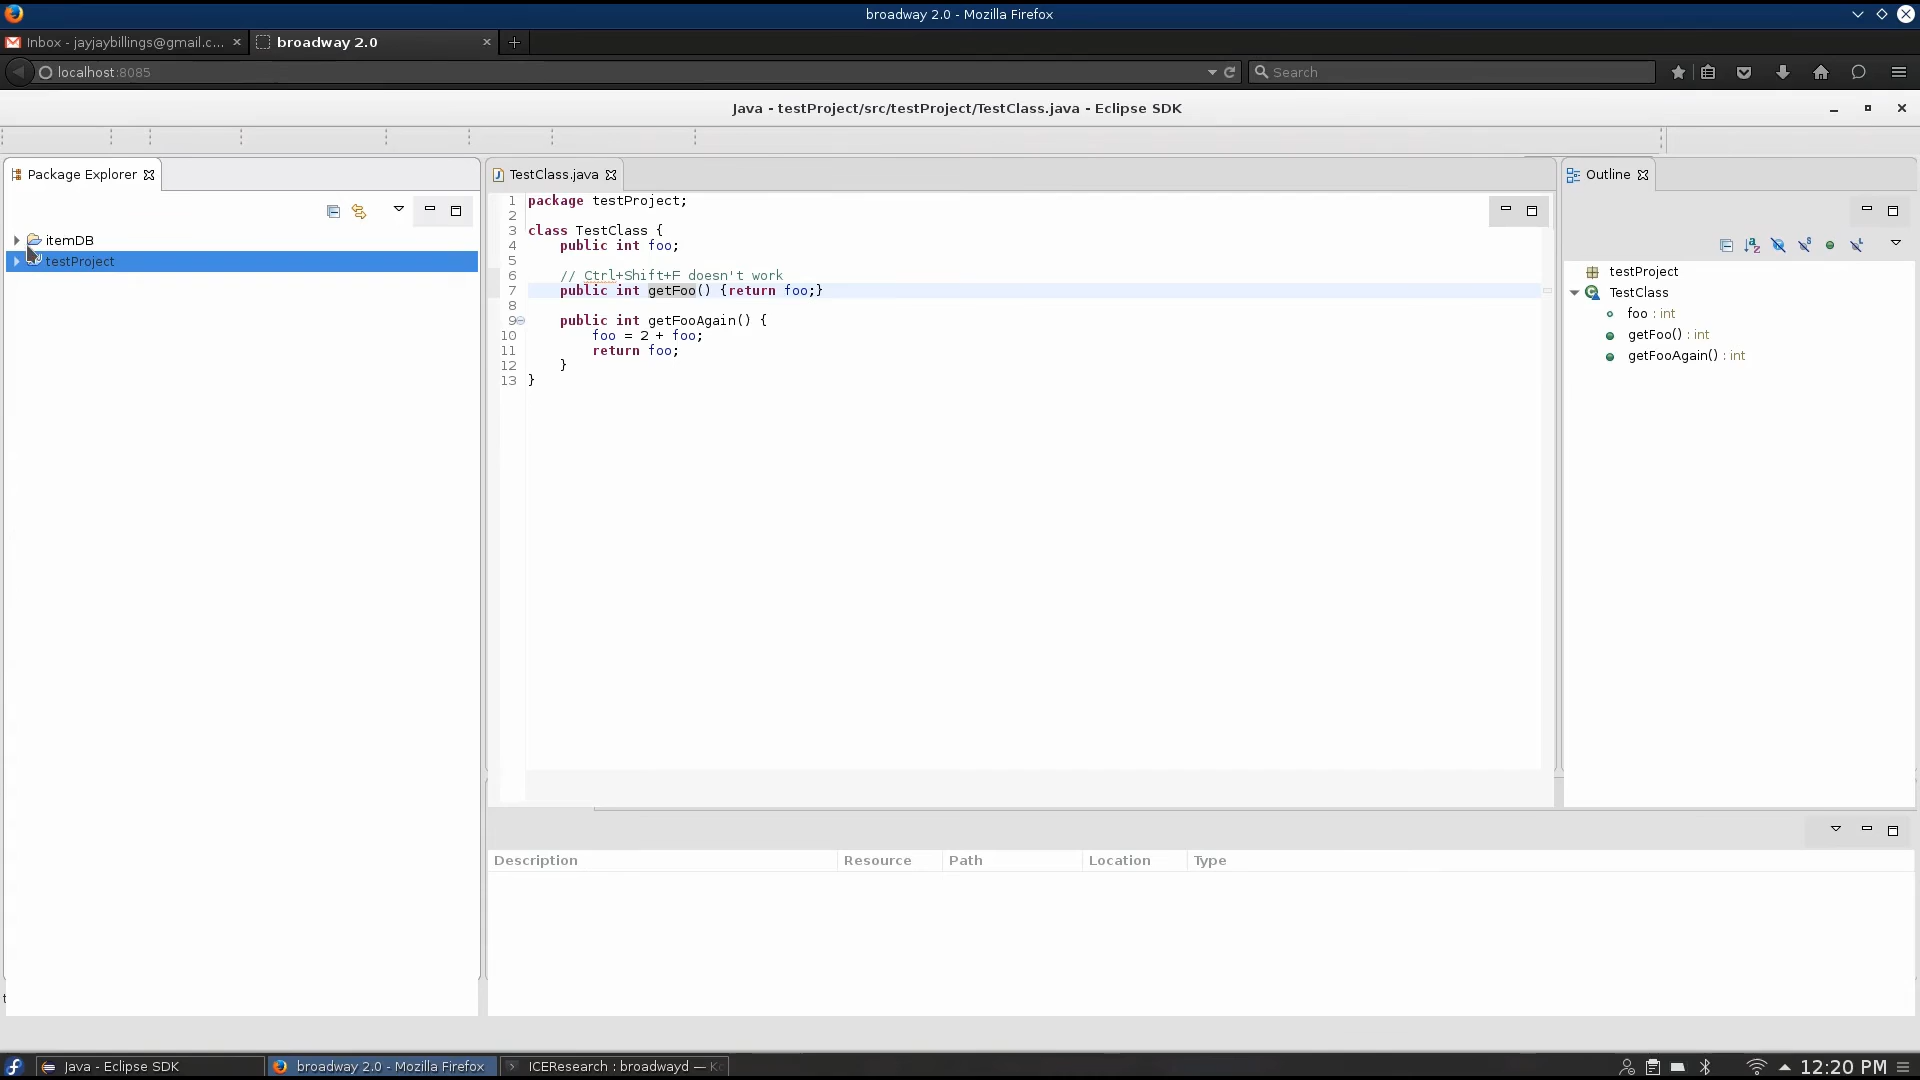 broadway 2.0 - Mozilla Firefox
Inbox - jayjaybillings@gmail.c...
broadway 2.0
localhost:8085
Search
Java - testProject/src/testProject/TestClass.java - Eclipse SDK
Package Explorer
TestClass.java
Outline
itemDB
testProject
1 package testProject;
2
3 class TestClass {
4 public int foo;
5
6 // Ctrl+Shift+F doesn't work
7 public int getFoo() {return foo;}
8
9 public int getFooAgain() {
10 foo = 2 + foo;
11 return foo;
12 }
13 }
testProject
TestClass
foo : int
getFoo() : int
getFooAgain() : int
Description Resource Path Location Type
t
Java - Eclipse SDK
broadway 2.0 - Mozilla Firefox
ICEResearch : broadwayd — Ko
12:20 PM